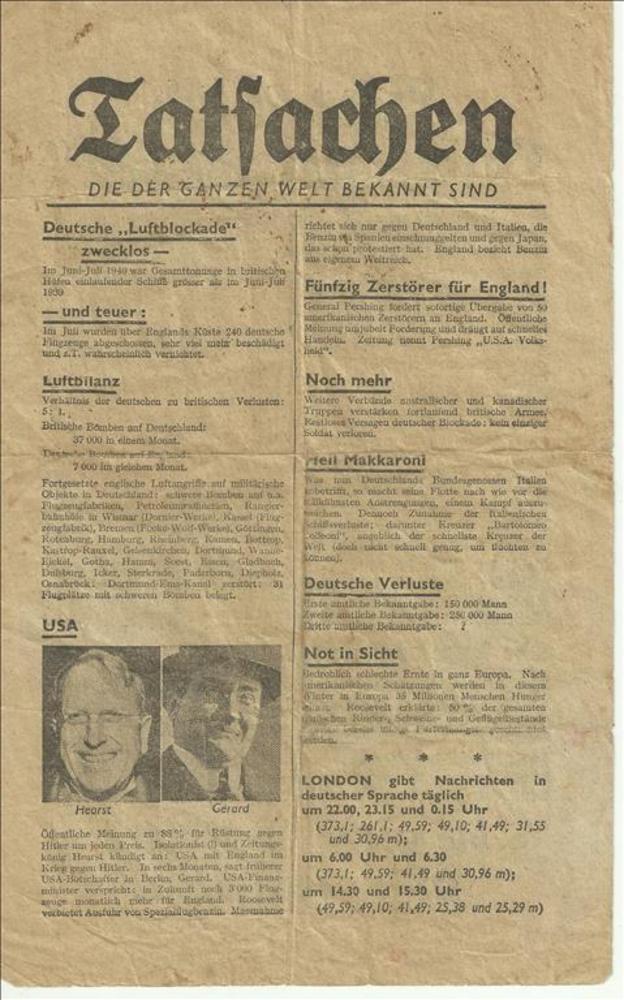 Tatsachen
DIE DER GANZEN WELT BEKANNT SIND
Deutsche „Luftblockade"
zwecklos —
Im Juni-Juli 1940 war Gesamttonnage in britischen
Häfen einlaufender Schiffe grösser als im Juni-Juli
1939
— und teuer :
Im Juli wurden über Englands Küste 240 deutsche
Flugzeuge abgeschossen, sehr viel mehr beschädigt
und z.T. wahrscheinlich vernichtet.
Luftbilanz
Verhältnis der deutschen zu britischen Verlusten:
5 : 1.
Britische Bomben auf Deutschland:
37 000 in einem Monat.
Deutsche Bomben auf England:
7 000 im gleichen Monat.
Fortgesetzte englische Luftangriffe auf militärische
Objekte in Deutschland: schwere Bomben auf u.a.
Flugzeugfabriken, Petroleumraffinerien, Rangier-
bahnhöfe in Wismar (Dornier-Werke), Kassel (Flug-
zeugfabrik), Bremen (Focke-Wolf-Werke), Göttingen,
Rotenburg, Hamburg, Rheinberg, Kamen, Bottrop,
Kastrop-Rauxel, Gelsenkirchen, Dortmund, Wanne-
Eickel, Gotha, Hamm, Soest, Essen, Gladbach,
Duisburg, Icker, Sterkrade, Paderborn, Diepholz,
Osnabrück: Dortmund-Ems-Kanal zerstört: 31
Flugplätze mit schweren Bomben belegt.
USA
Hearst Gerard
Öffentliche Meinung zu 88% für Rüstung gegen
Hitler um jeden Preis. Isolationist (!) und Zeitungs-
könig Hearst kündigt an: USA mit England im
Krieg gegen Hitler. In sechs Monaten, sagt früherer
USA-Botschafter in Berlin, Gerard. USA-Finanz-
minister verspricht: in Zukunft noch 3000 Flug-
zeuge monatlich mehr für England. Roosevelt
verbietet Ausfuhr von Spezialflugbenzin. Massnahme
richtet sich nur gegen Deutschland und Italien, die
Benzin via Spanien einschmuggelten und gegen Japan,
das schon protestiert hat. England bezieht Benzin
aus eigenem Weltreich.
Fünfzig Zerstörer für England!
General Pershing fordert sofortige Übergabe von 50
amerikanischen Zerstörern an England. Öffentliche
Meinung umjubelt Forderung und drängt auf schnelles
Handeln. Zeitung nennt Pershing „U.S.A. Volks-
held".
Noch mehr
Weitere Verbände australischer und kanadischer
Truppen verstärken fortlaufend britische Armee.
Restloses Versagen deutscher Blockade: kein einziger
Soldat verloren.
Heil Makkaroni
Was nun Deutschlands Bundesgenossen Italien
anbetrifft, so macht seine Flotte nach wie vor die
Anstrengungen, einem Kampf auszu-
weichen. Dennoch Zunahme der italienischen
Schiffsverluste; darunter Kreuzer „Bartolomeo
Colleoni", angeblich der schnellste Kreuzer der
Welt (doch nicht schnell genug, um flüchten zu
können).
Deutsche Verluste
Erste amtliche Bekanntgabe: 150 000 Mann
Zweite amtliche Bekanntgabe: 250 000 Mann
Dritte amtliche Bekanntgabe: ?
Not in Sicht
Bedrohlich schlechte Ernte in ganz Europa. Nach
amerikanischen Schätzungen werden in diesem
Winter in Europa 35 Millionen Menschen Hunger
Roosevelt erklärte: 50% der gesamten
Rinder-, Schweine- und Geflügelbestände
werden.
* * *
LONDON gibt Nachrichten in
deutscher Sprache täglich
um 22.00, 23.15 und 0.15 Uhr
(373,1; 261,1; 49,59; 49,10; 41,49; 31,55
und 30,96 m);
um 6.00 Uhr und 6.30
(373,1; 49,59; 41,49 und 30,96 m);
um 14.30 und 15.30 Uhr
(49,59; 49,10; 41,49; 25,38 und 25,29 m)